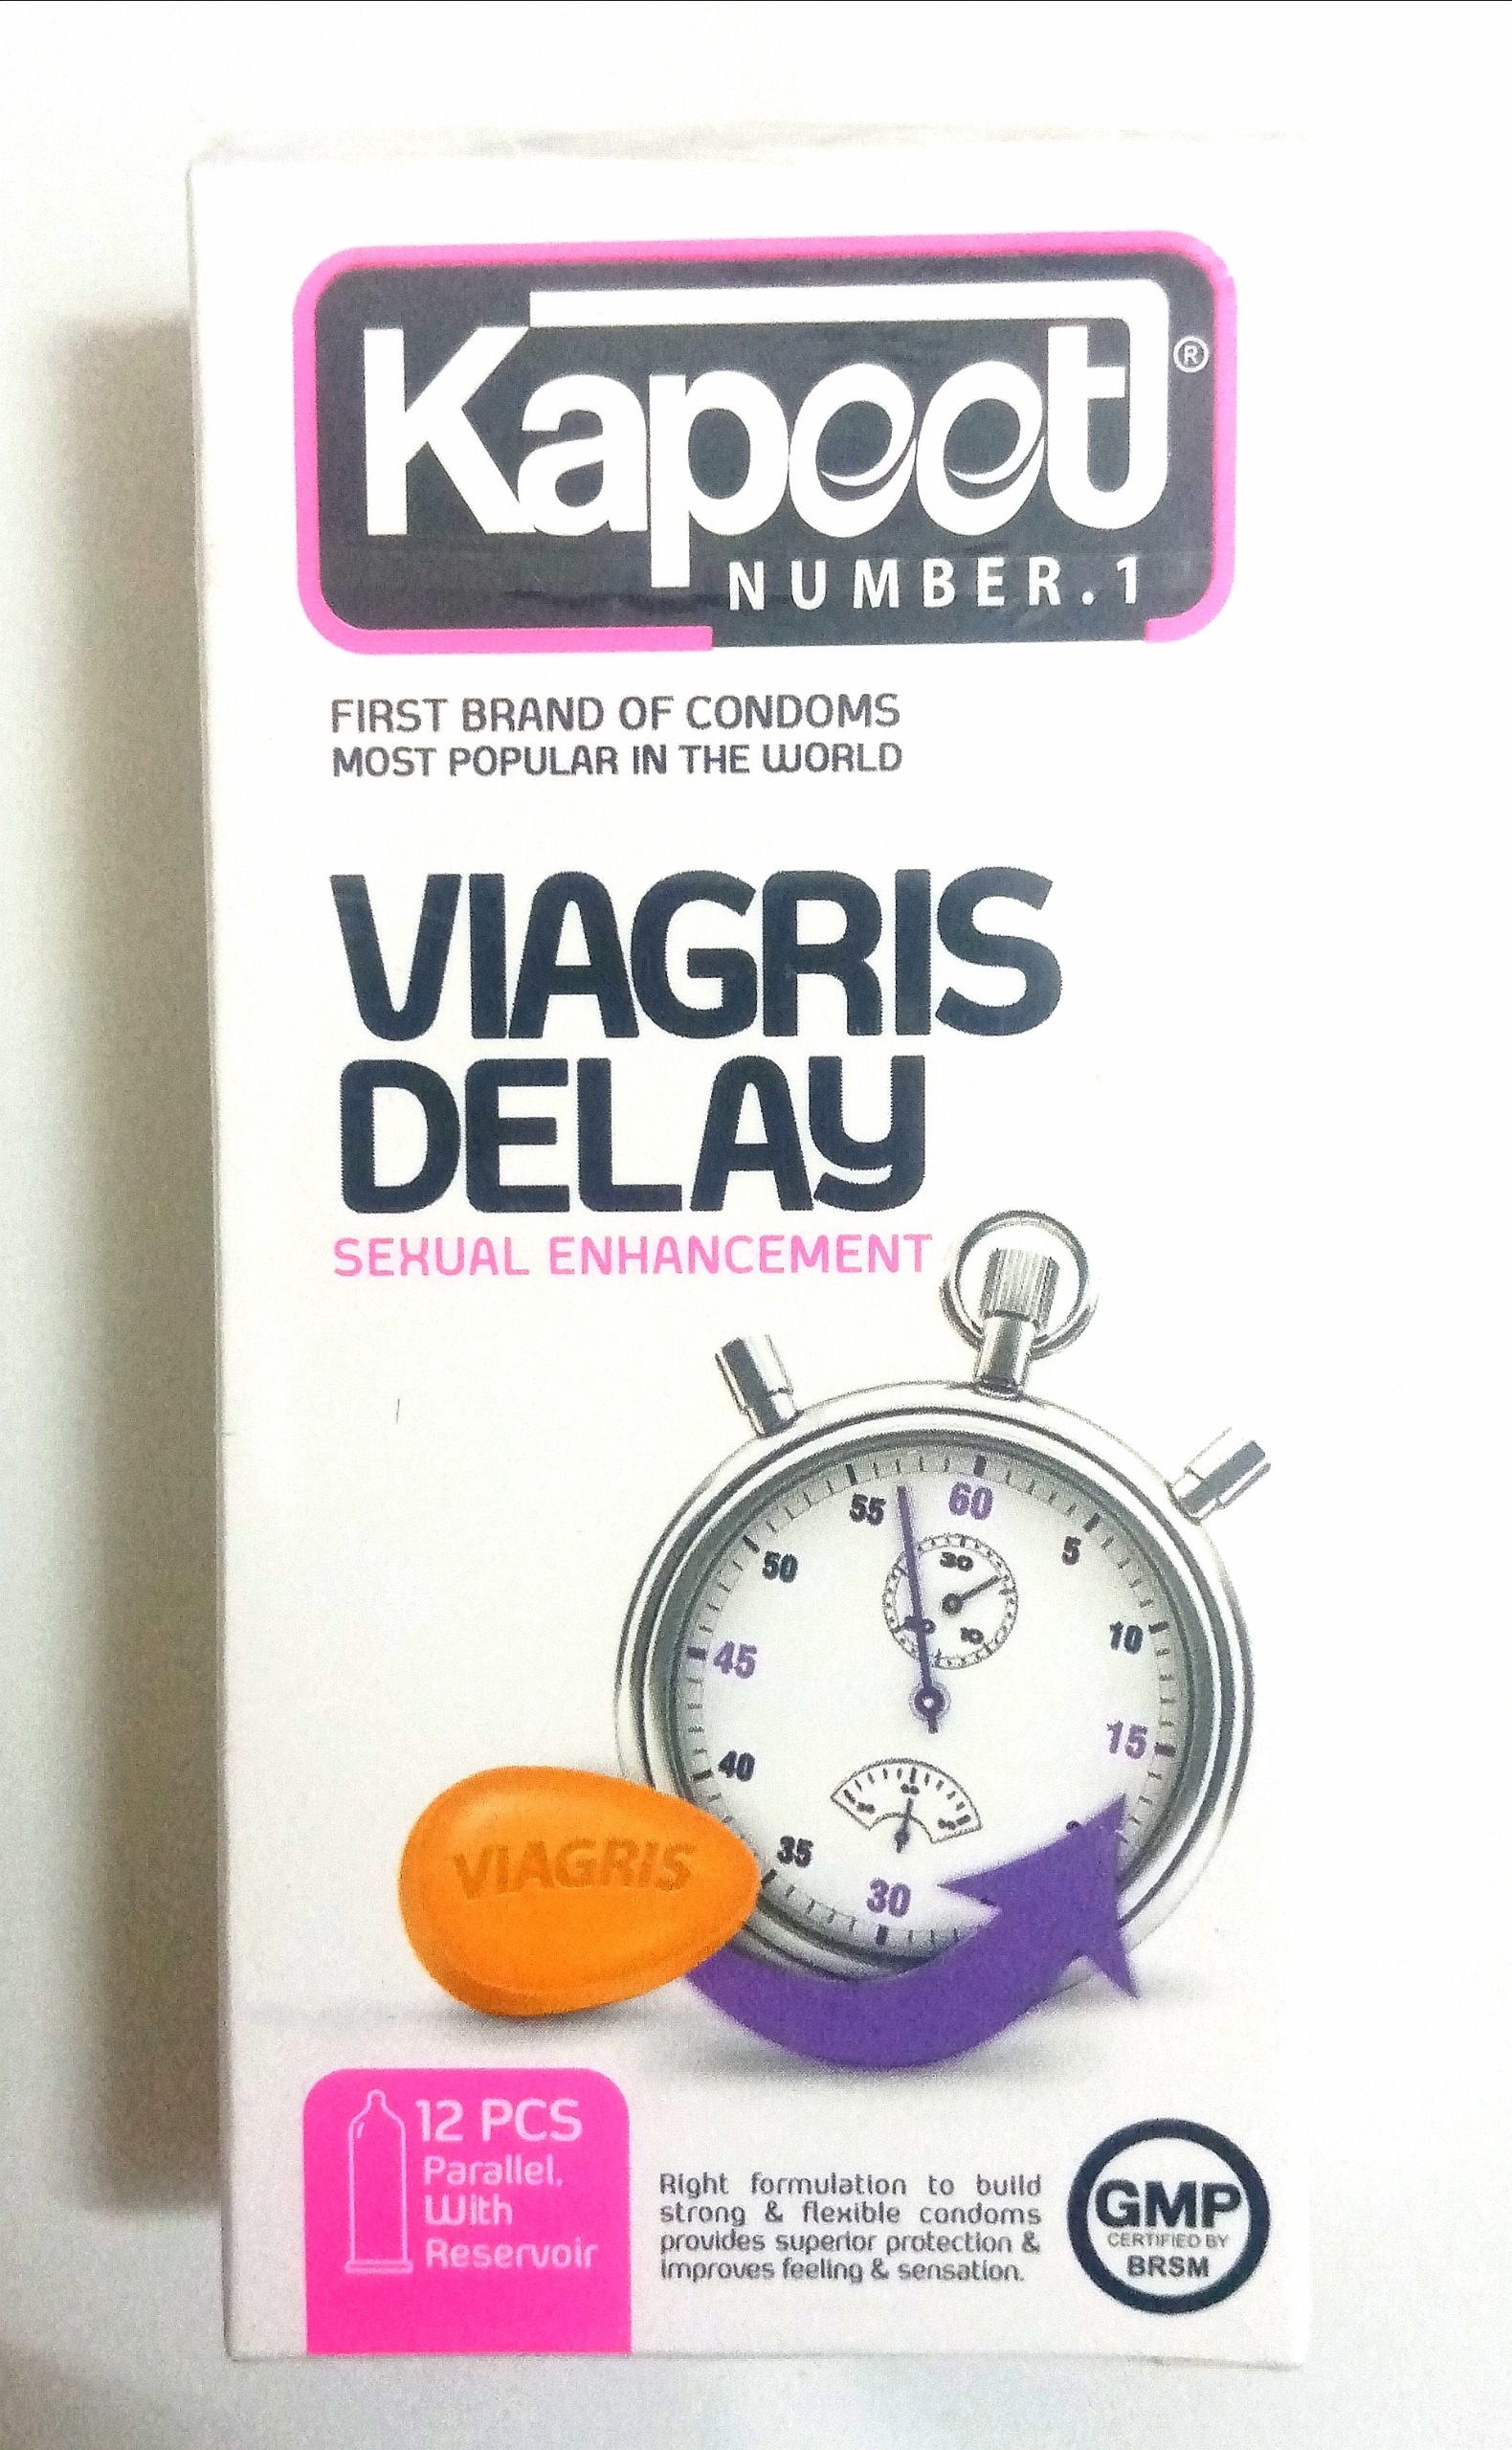 Kapoot®
NUMBER.1
FIRST BRAND OF CONDOMS
MOST POPULAR IN THE WORLD
VIAGRIS
DELAY
SEXUAL ENHANCEMENT
60
55
5
50
30
10
10
45
15
40
VIAGRIS
35
30
12 PCS
Parallel,
With
Reservoir
Right formulation to build
strong & flexible condoms
provides superior protection &
improves feeling & sensation.
GMP
CERTIFIED BY
BRSM